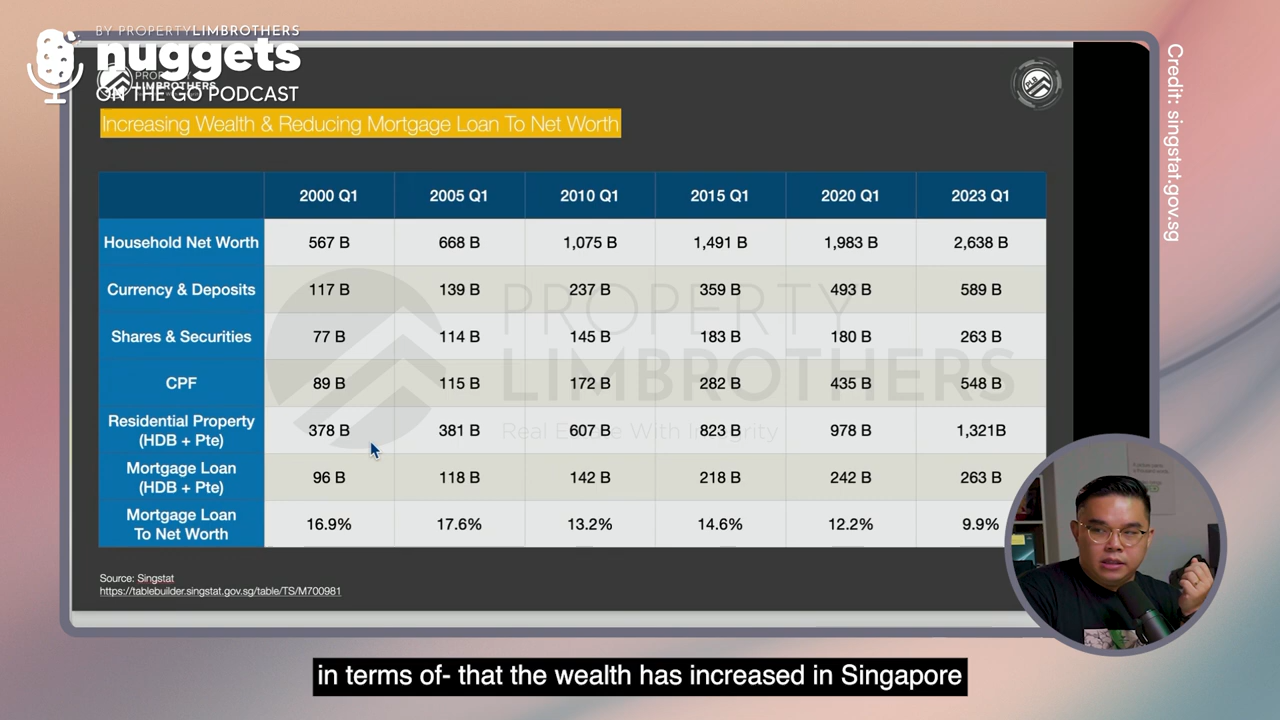 BY PROPERTYLIMBROTHERS
nuggets
ON THE GO PODCAST
PROPERTY
LIMBROTHERS
PLB
Credit: singstat.gov.sg
Increasing Wealth & Reducing Mortgage Loan To Net Worth
2000 Q1 2005 Q1 2010 Q1 2015 Q1 2020 Q1 2023 Q1
Household Net Worth 567 B 668 B 1,075 B 1,491 B 1,983 B 2,638 B
Currency & Deposits 117 B 139 B 237 B 359 B 493 B 589 B
Shares & Securities 77 B 114 B 145 B 183 B 180 B 263 B
CPF 89 B 115 B 172 B 282 B 435 B 548 B
Residential Property
(HDB + Pte) 378 B 381 B 607 B 823 B 978 B 1,321B
Mortgage Loan
(HDB + Pte) 96 B 118 B 142 B 218 B 242 B 263 B
Mortgage Loan
To Net Worth 16.9% 17.6% 13.2% 14.6% 12.2% 9.9%
PROPERTY
LIMBROTHERS
Real Estate With Integrity
Source: Singstat
https://tablebuilder.singstat.gov.sg/table/TS/M700981
in terms of- that the wealth has increased in Singapore